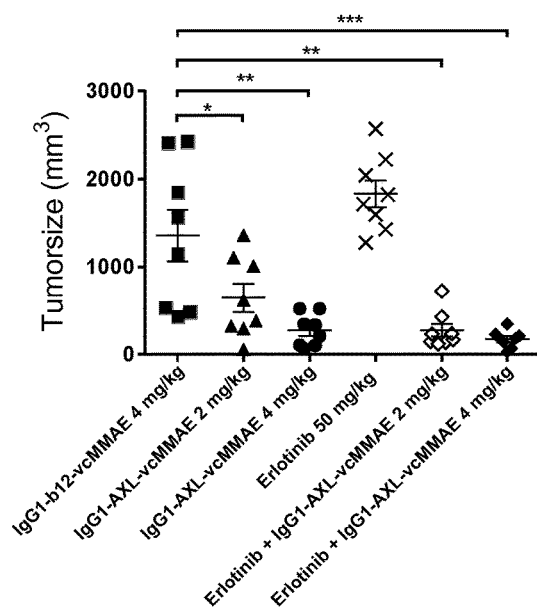 ***
**
**
*
3000
2000
1000
0
Tumorsize (mm³)
IgG1-b12-vcMMAE 4 mg/kg
IgG1-AXL-vcMMAE 2 mg/kg
IgG1-AXL-vcMMAE 4 mg/kg
Erlotinib 50 mg/kg
Erlotinib + IgG1-AXL-vcMMAE 2 mg/kg
Erlotinib + IgG1-AXL-vcMMAE 4 mg/kg